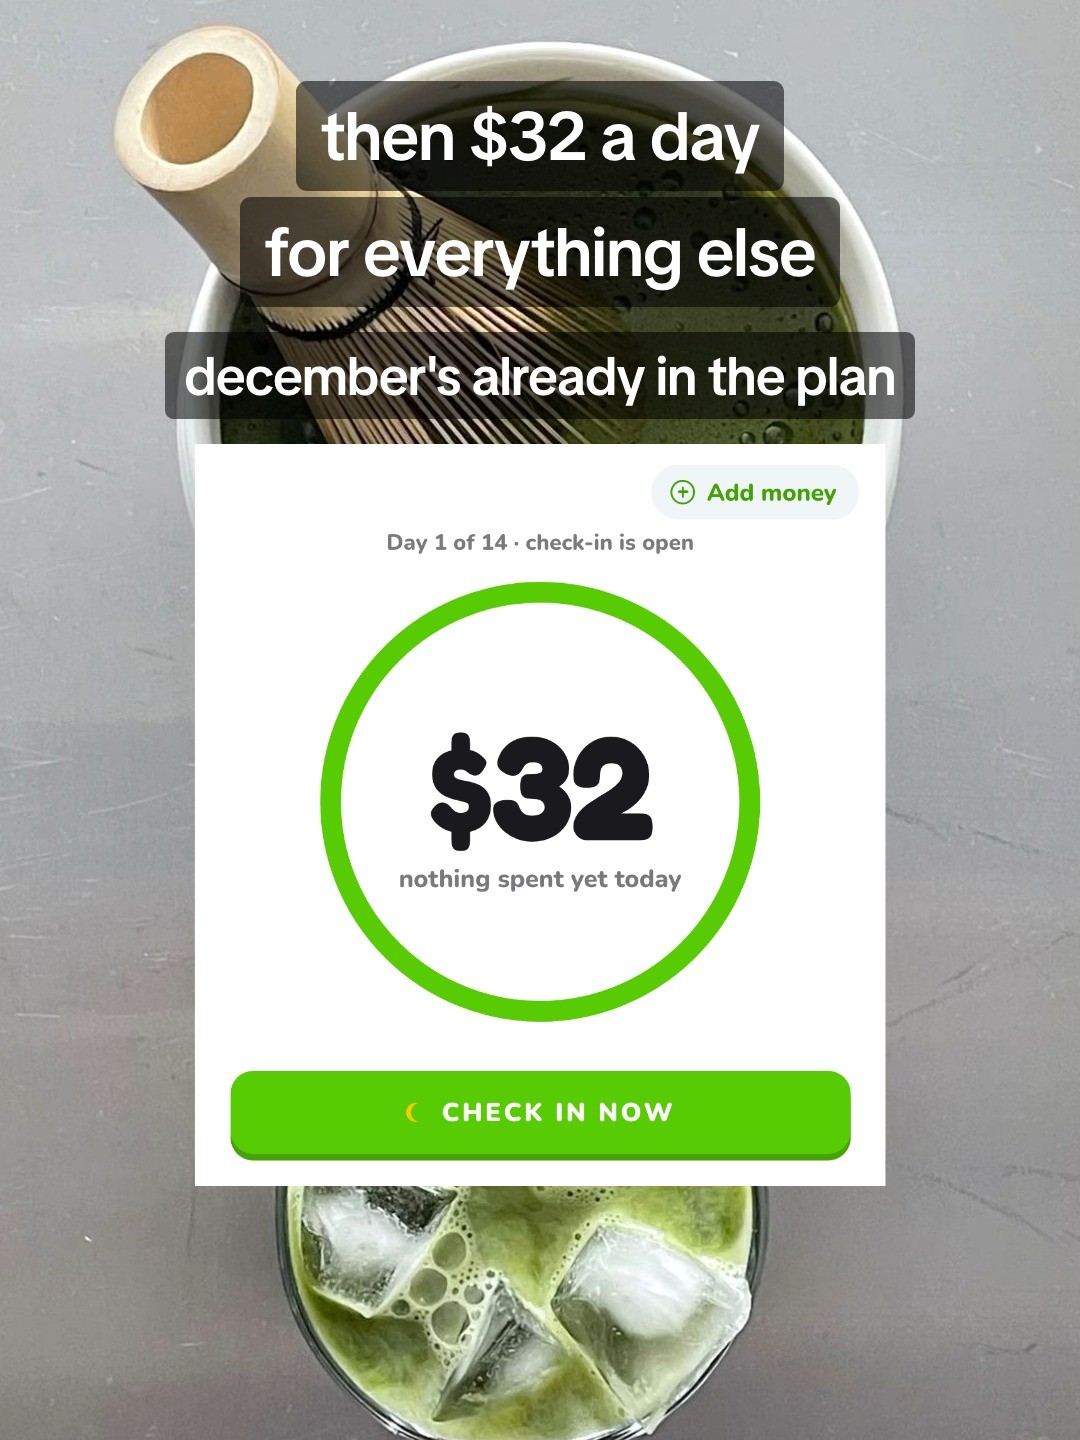 then $32 a day
for everything else
december's already in the plan
Add money
Day 1 of 14 · check-in is open
$32
nothing spent yet today
CHECK IN NOW